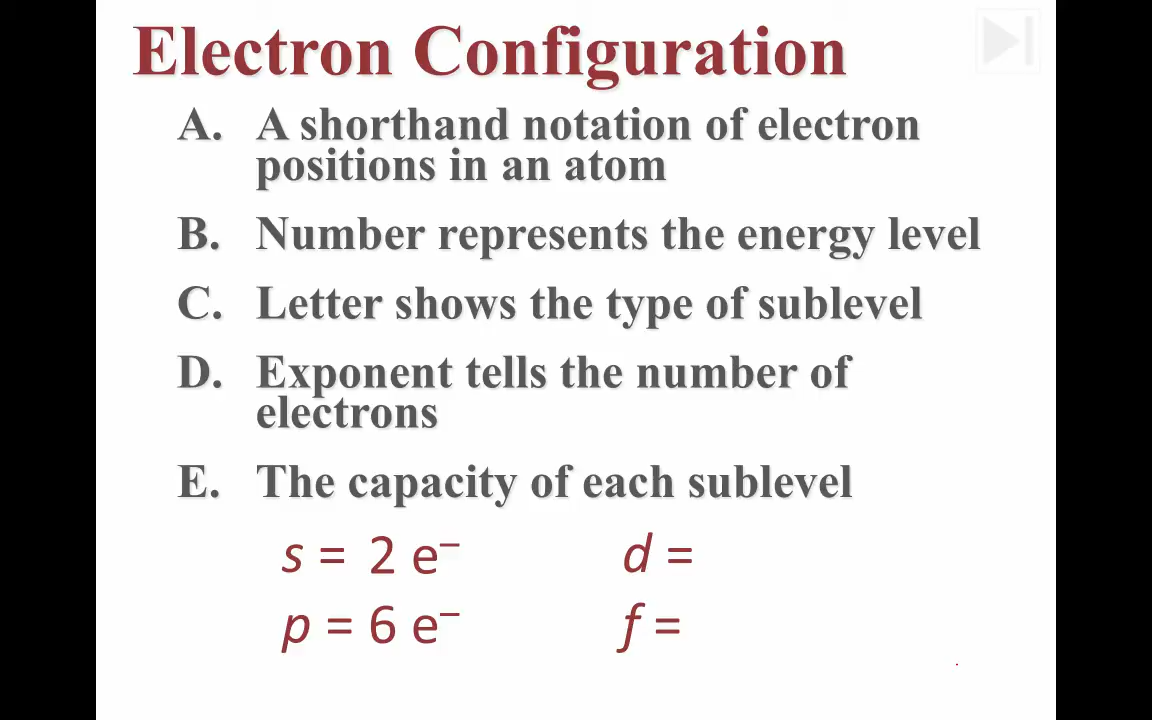 Electron Configuration
A. A shorthand notation of electron
positions in an atom
B. Number represents the energy level
C. Letter shows the type of sublevel
D. Exponent tells the number of
electrons
E. The capacity of each sublevel
s = 2 e⁻ d =
p = 6 e⁻ f =